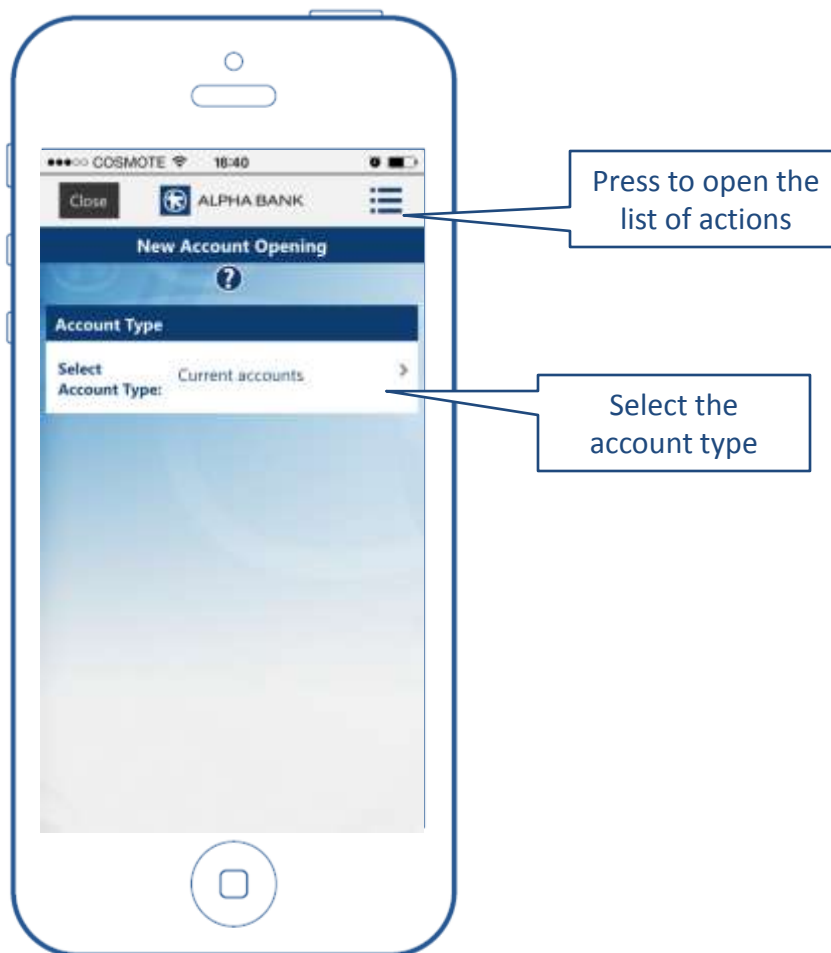 COSMOTE 16:40
Close ALPHA BANK
New Account Opening
?
Account Type
Select
Account Type: Current accounts
Press to open the
list of actions
Select the
account type